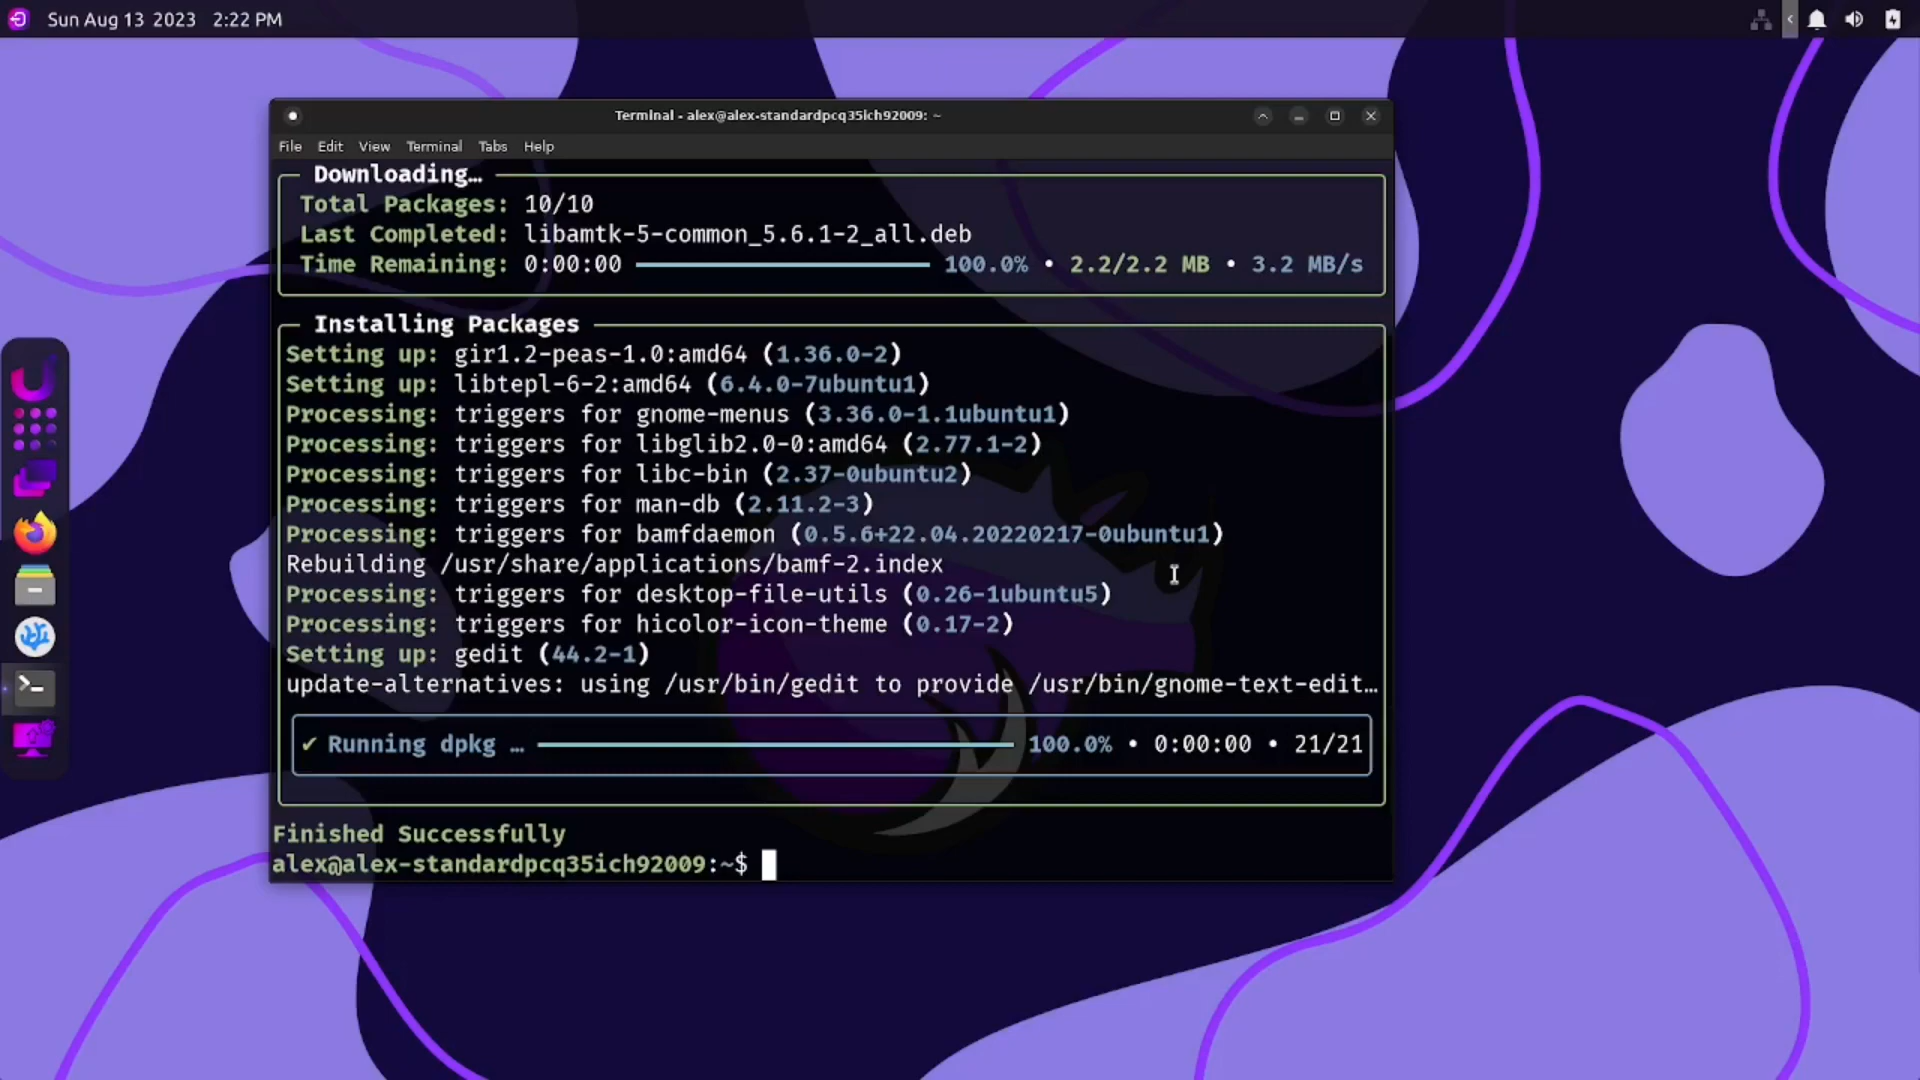 Sun Aug 13 2023 2:22 PM
Terminal - alex@alex-standardpcq35ich92009: ~
File Edit View Terminal Tabs Help
Downloading…
Total Packages: 10/10
Last Completed: libamtk-5-common_5.6.1-2_all.deb
Time Remaining: 0:00:00 100.0% • 2.2/2.2 MB • 3.2 MB/s
Installing Packages
Setting up: gir1.2-peas-1.0:amd64 (1.36.0-2)
Setting up: libtepl-6-2:amd64 (6.4.0-7ubuntu1)
Processing: triggers for gnome-menus (3.36.0-1.1ubuntu1)
Processing: triggers for libglib2.0-0:amd64 (2.77.1-2)
Processing: triggers for libc-bin (2.37-0ubuntu2)
Processing: triggers for man-db (2.11.2-3)
Processing: triggers for bamfdaemon (0.5.6+22.04.20220217-0ubuntu1)
Rebuilding /usr/share/applications/bamf-2.index
Processing: triggers for desktop-file-utils (0.26-1ubuntu5)
Processing: triggers for hicolor-icon-theme (0.17-2)
Setting up: gedit (44.2-1)
update-alternatives: using /usr/bin/gedit to provide /usr/bin/gnome-text-edit…
✓ Running dpkg … 100.0% • 0:00:00 • 21/21
Finished Successfully
alex@alex-standardpcq35ich92009:~$